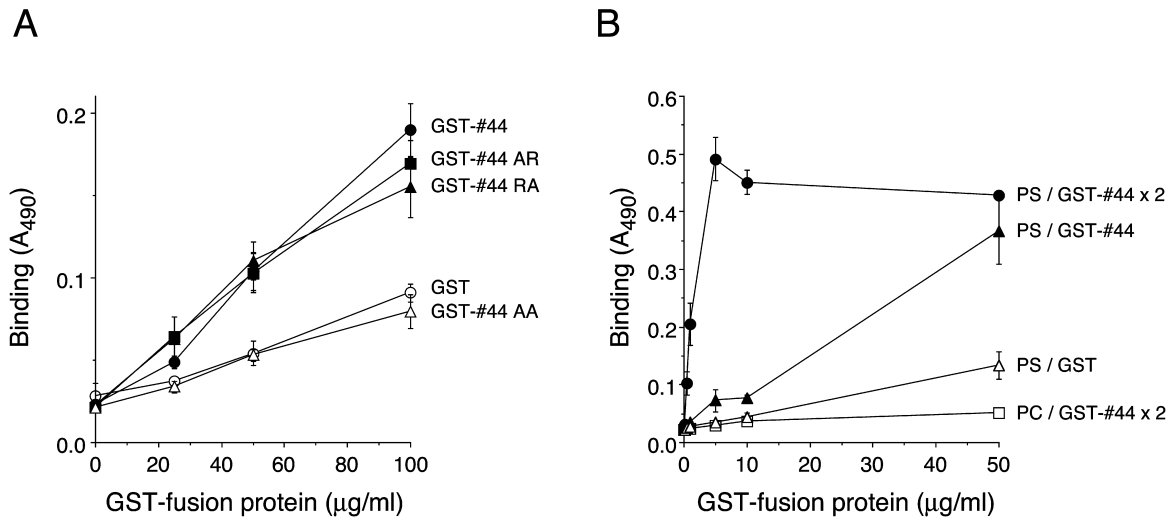 A
Binding (A490)
0.2
0.1
0.0
0 20 40 60 80 100
GST-fusion protein (µg/ml)
GST-#44
GST-#44 AR
GST-#44 RA
GST
GST-#44 AA
B
Binding (A490)
0.6
0.5
0.4
0.3
0.2
0.1
0.0
0 10 20 30 40 50
GST-fusion protein (µg/ml)
PS / GST-#44 x 2
PS / GST-#44
PS / GST
PC / GST-#44 x 2